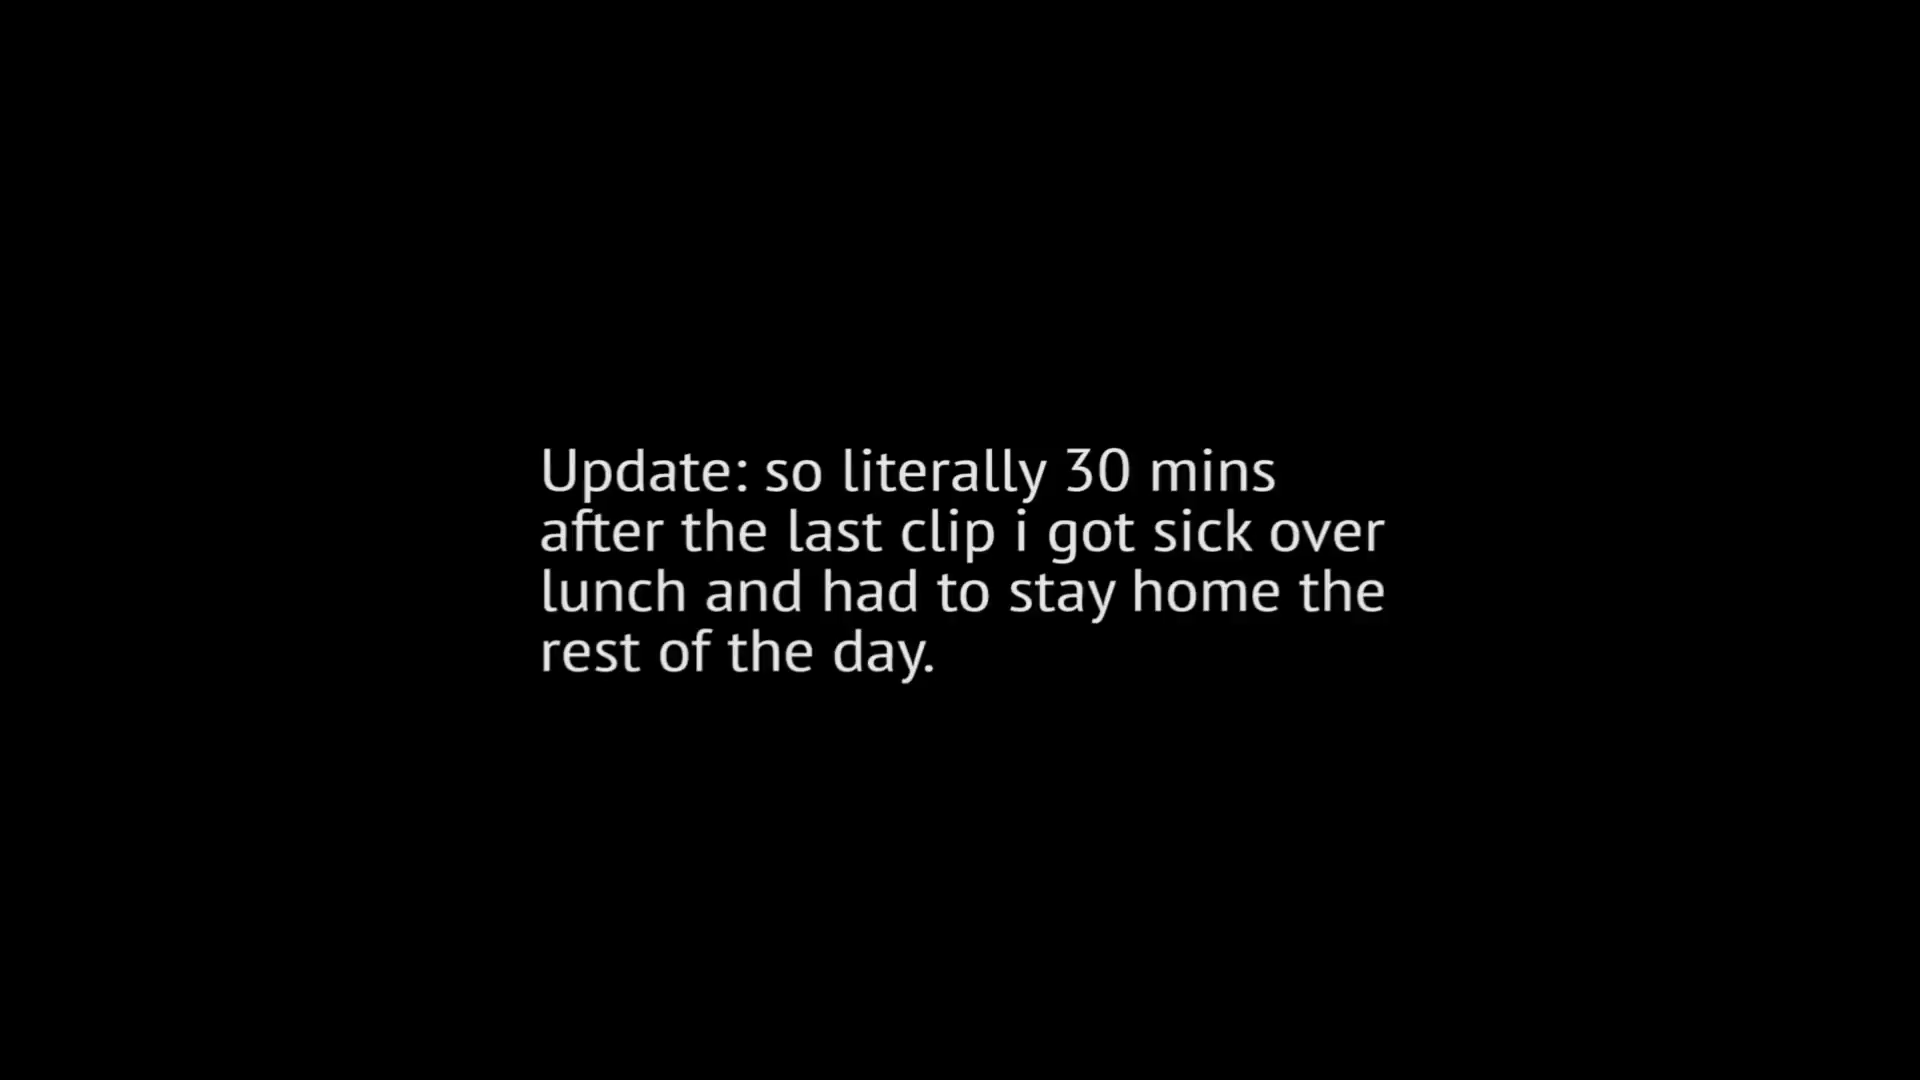 Update: so literally 30 mins
after the last clip i got sick over
lunch and had to stay home the
rest of the day.